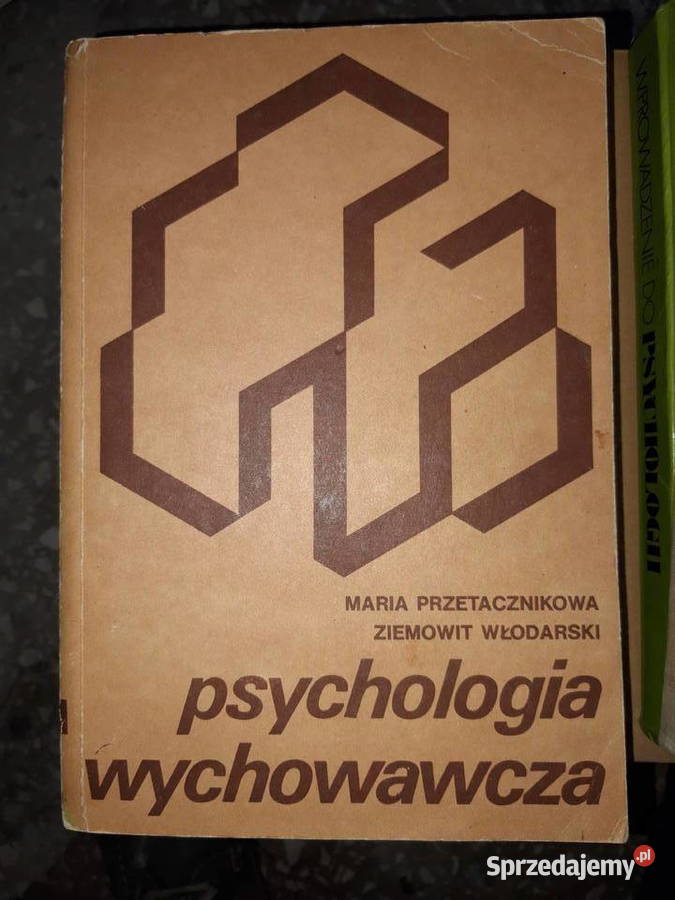 MARIA PRZETACZNIKOWA
ZIEMOWIT WŁODARSKI
psychologia
wychowawcza
WPROWADZENIE DO PSYCHOLOGII
Sprzedajemy.pl